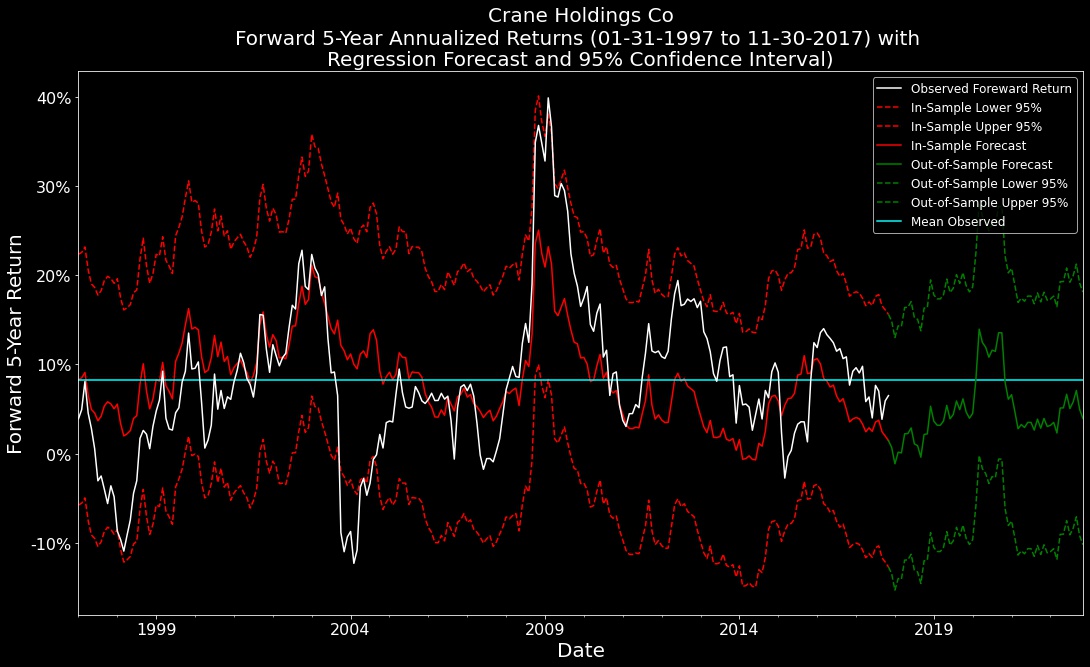 Crane Holdings Co
Forward 5-Year Annualized Returns (01-31-1997 to 11-30-2017) with
Regression Forecast and 95% Confidence Interval)
Observed Foreward Return
In-Sample Lower 95%
In-Sample Upper 95%
In-Sample Forecast
Out-of-Sample Forecast
Out-of-Sample Lower 95%
Out-of-Sample Upper 95%
Mean Observed
Forward 5-Year Return
40%
30%
20%
10%
0%
-10%
1999
2004
2009
2014
2019
Date